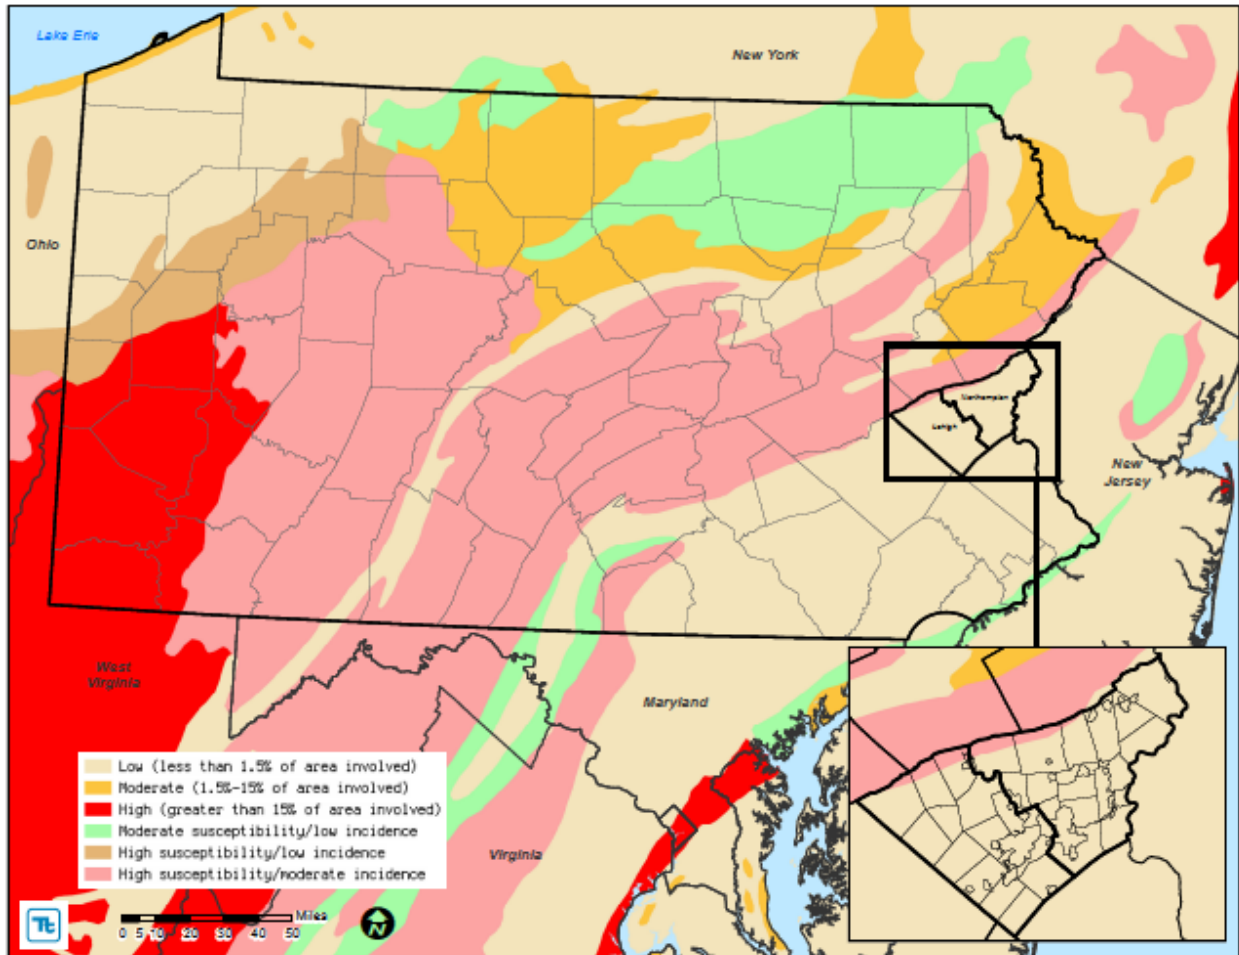 Lake Erie
New York
Ohio
Northampton
Lehigh
New
Jersey
West
Virginia
Maryland
Virginia
Low (less than 1.5% of area involved)
Moderate (1.5%-15% of area involved)
High (greater than 15% of area involved)
Moderate susceptibility/low incidence
High susceptibility/low incidence
High susceptibility/moderate incidence
Tt
Miles
0 5 10 20 30 40 50
N